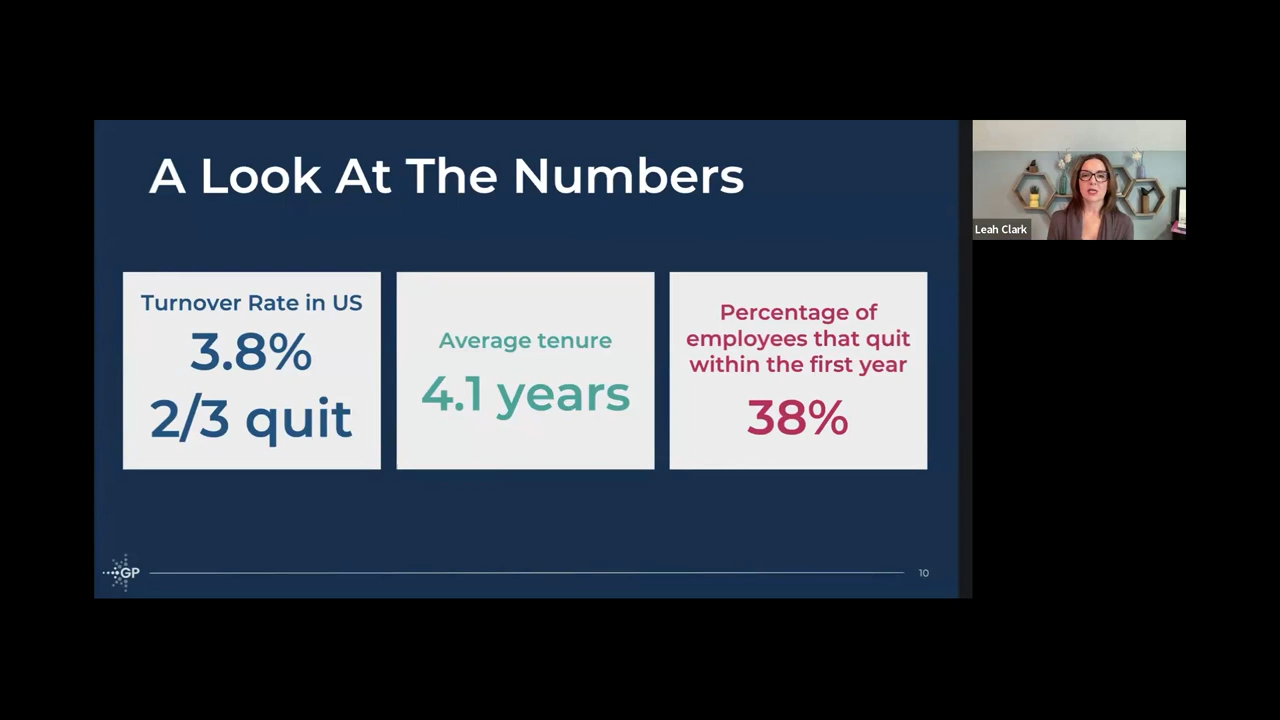 A Look At The Numbers
Turnover Rate in US
3.8%
2/3 quit
Average tenure
4.1 years
Percentage of
employees that quit
within the first year
38%
GP
10
Leah Clark